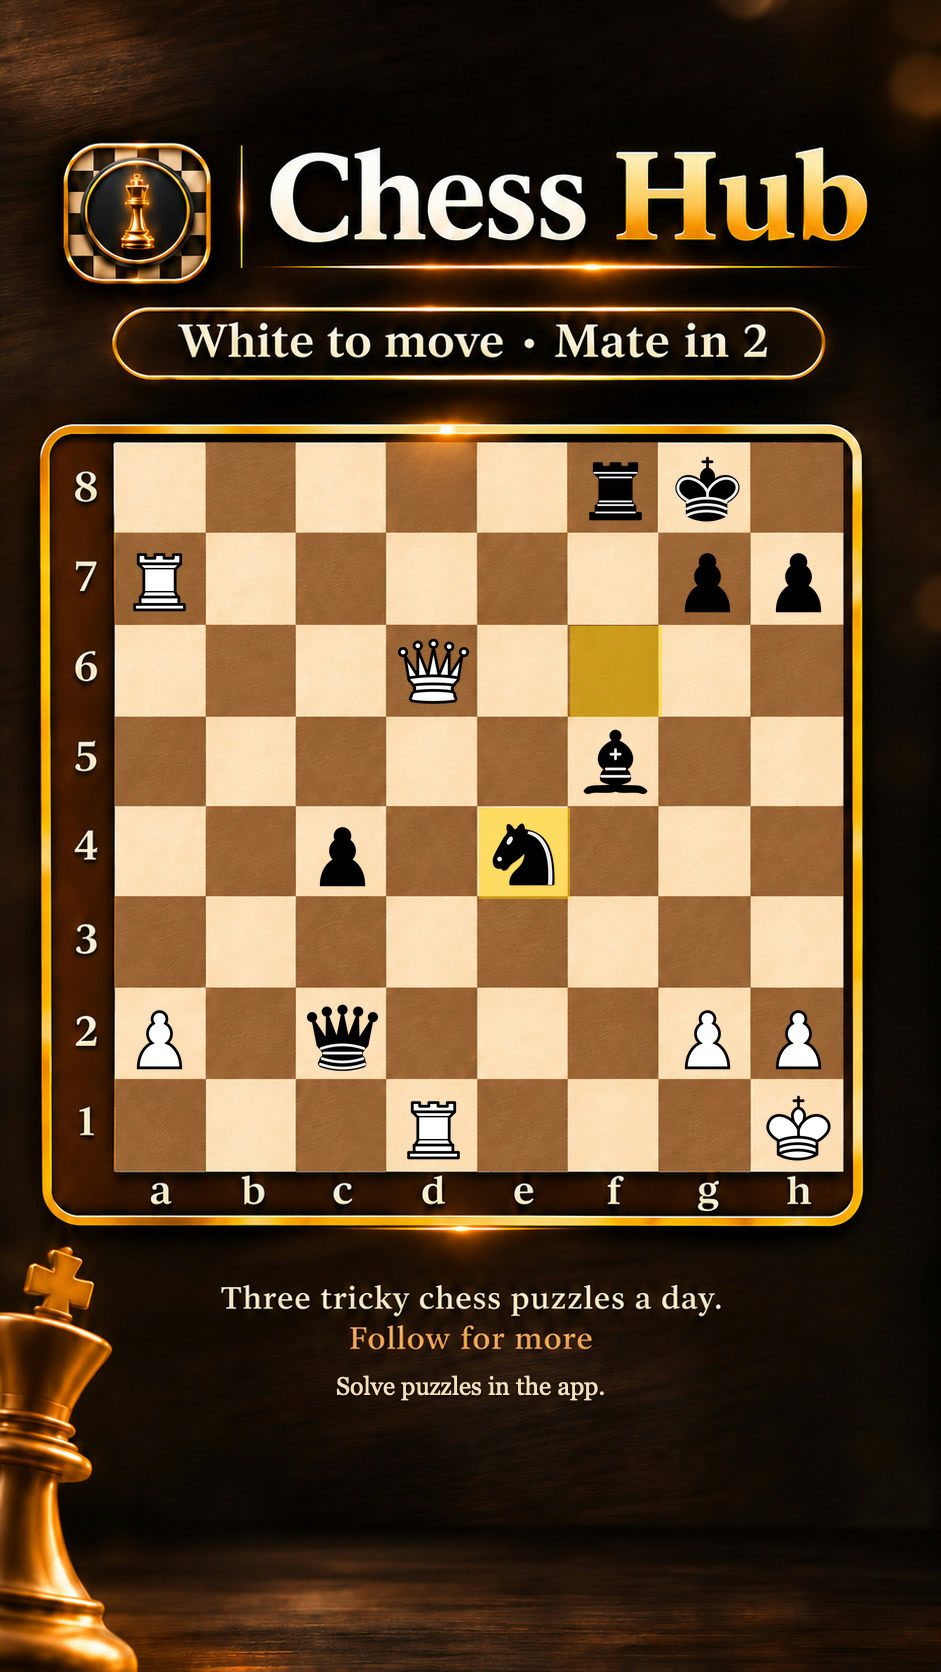 Chess Hub
White to move · Mate in 2
8
7
6
5
4
3
2
1
a b c d e f g h
Three tricky chess puzzles a day.
Follow for more
Solve puzzles in the app.